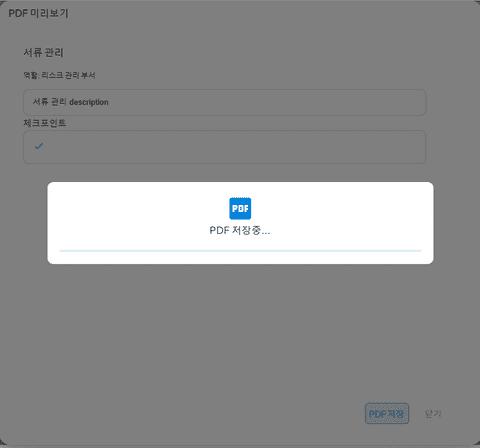 PDF 미리보기
서류 관리
역할: 리스크 관리 부서
서류 관리 description
체크포인트
PDF
PDF 저장중...
PDF 저장
닫기